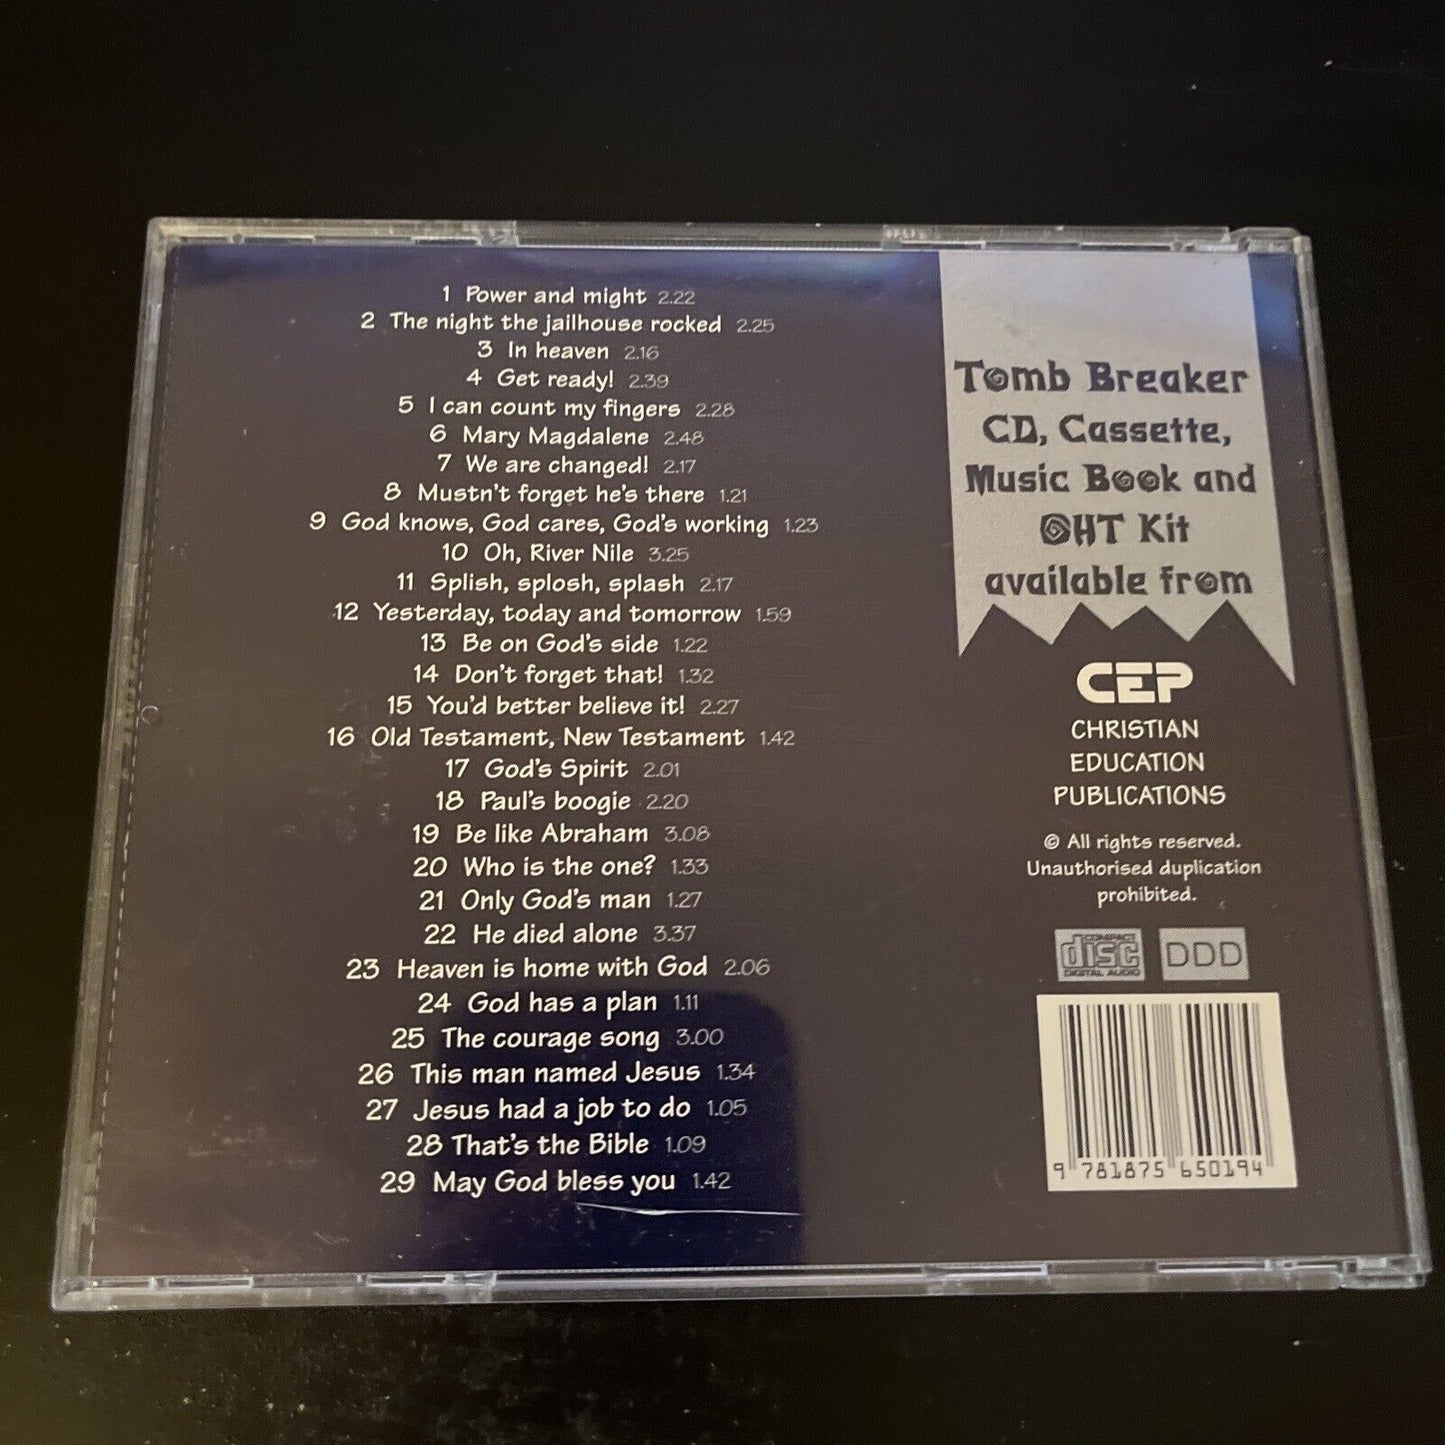 1 Power and might 2.22
2 The night the jailhouse rocked 2.25
3 In heaven 2.16
4 Get ready! 2.39
5 I can count my fingers 2.28
6 Mary Magdalene 2.48
7 We are changed! 2.17
8 Mustn't forget he's there 1.21
9 God knows, God cares, God's working 1.23
10 Oh, River Nile 3.25
11 Splish, splosh, splash 2.17
12 Yesterday, today and tomorrow 1.59
13 Be on God's side 1.22
14 Don't forget that! 1.32
15 You'd better believe it! 2.27
16 Old Testament, New Testament 1.42
17 God's Spirit 2.01
18 Paul's boogie 2.20
19 Be like Abraham 3.08
20 Who is the one? 1.33
21 Only God's man 1.27
22 He died alone 3.37
23 Heaven is home with God 2.06
24 God has a plan 1.11
25 The courage song 3.00
26 This man named Jesus 1.34
27 Jesus had a job to do 1.05
28 That's the Bible 1.09
29 May God bless you 1.42
Tomb Breaker
CD, Cassette,
Music Book and
OHT Kit
available from
CEP
CHRISTIAN
EDUCATION
PUBLICATIONS
© All rights reserved.
Unauthorised duplication
prohibited.
COMPACT
disc
DIGITAL AUDIO
DDD
9 781875 650194